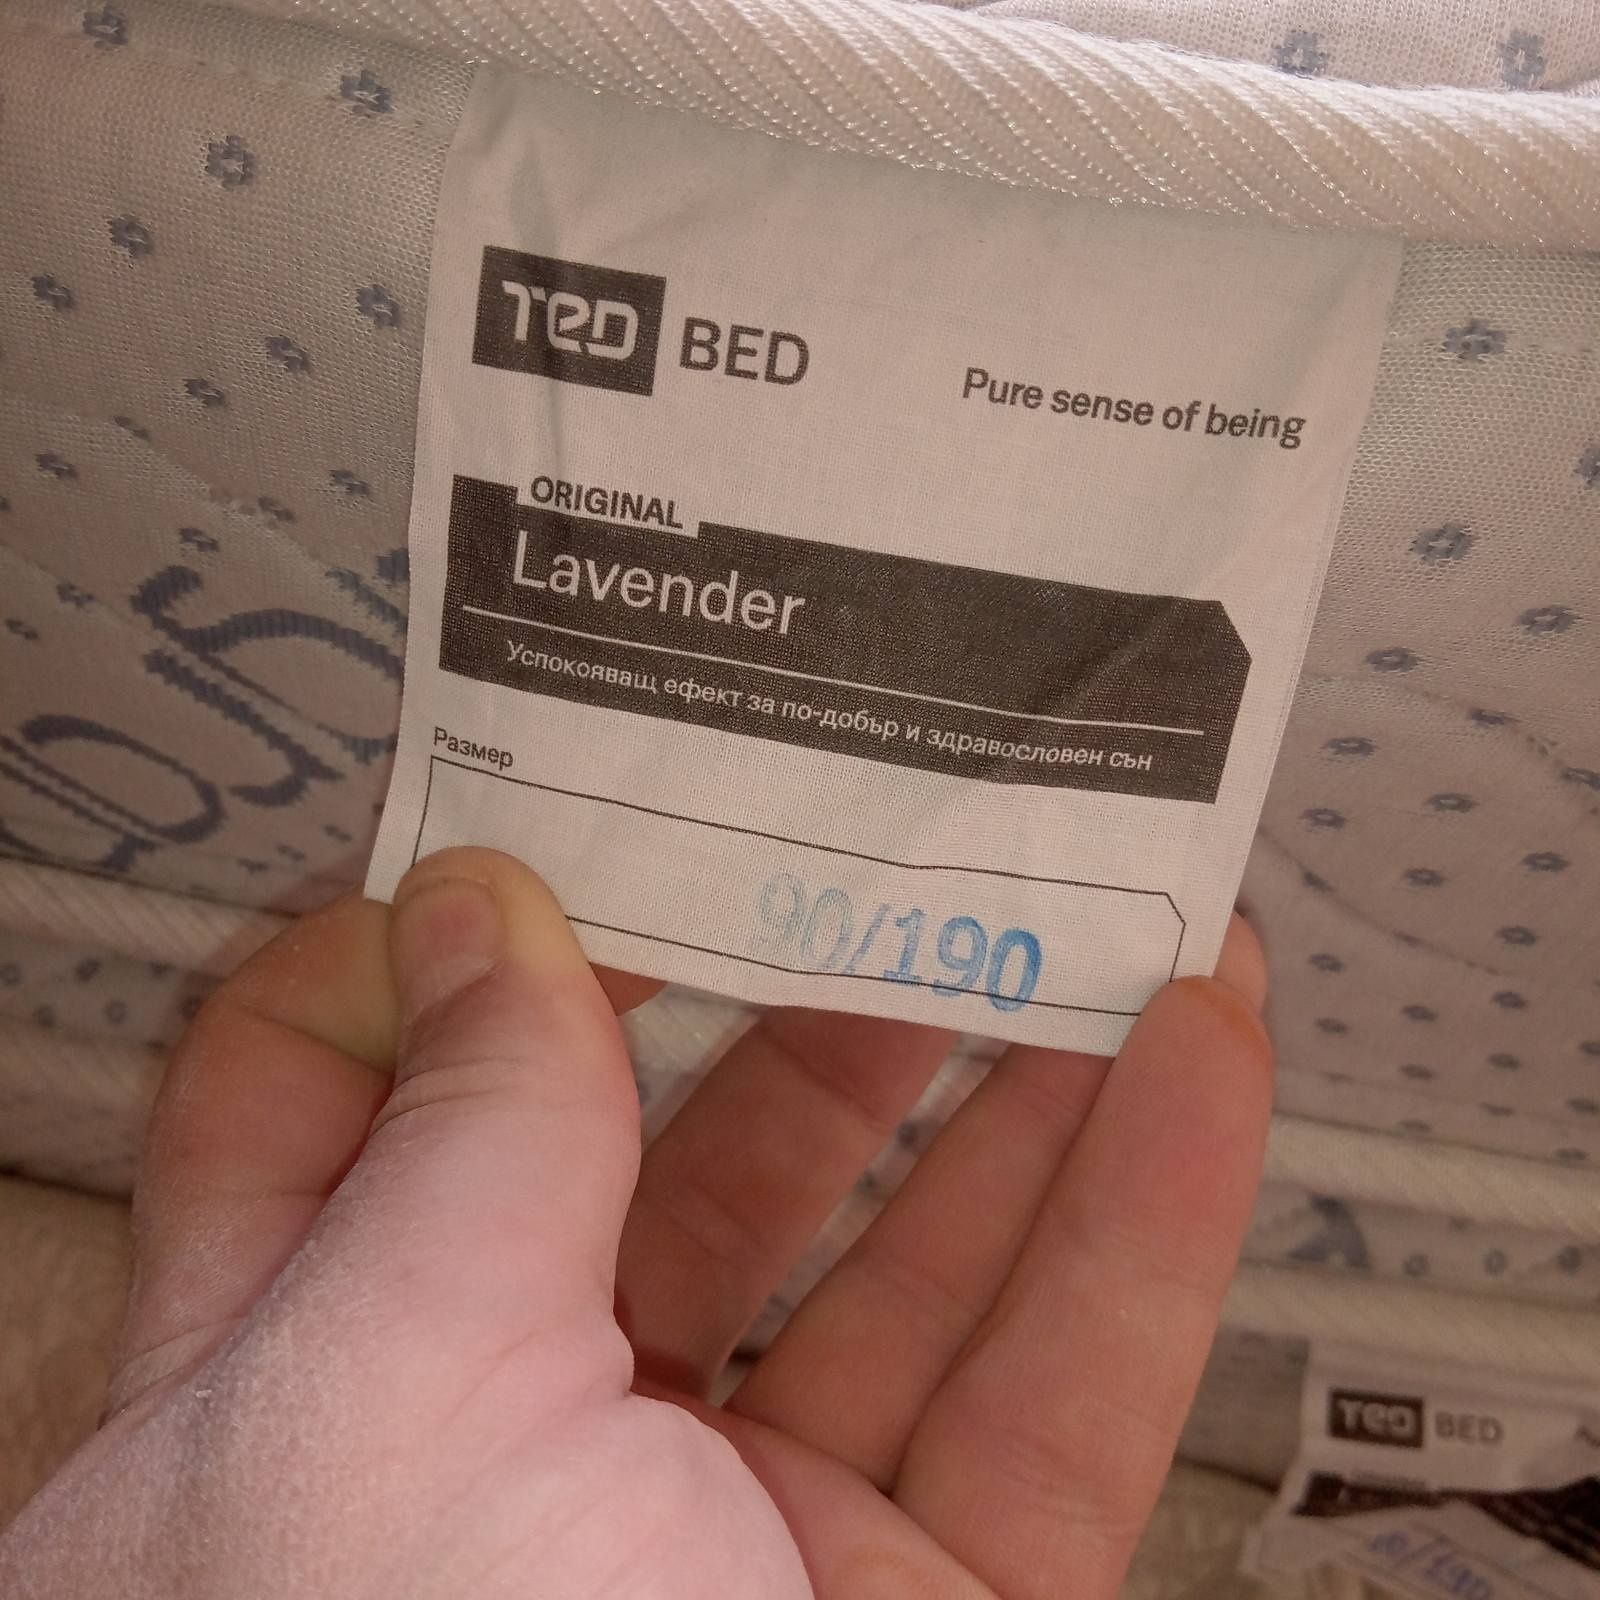 TED BED
Pure sense of being
ORIGINAL
Lavender
Успокояващ ефект за по-добър и здравословен сън
Размер
90/190
TED BED